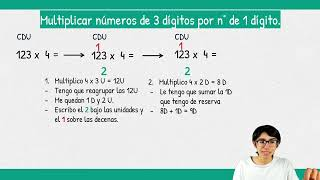 Multiplicar números de 3 dígitos por n° de 1 dígito.
CDU CDU CDU
1 1
123 x 4 = 123 x 4 = 123 x 4 =
2 2
1. Multiplico 4 x 3 U = 12U
- Tengo que reagrupar las 12U
- Me quedan 1 D y 2 U.
- Escribo el 2 bajo las unidades y
el 1 sobre las decenas.
2. Multiplico 4 x 2 D = 8 D
- Le tengo que sumar la 1D
que tengo de reserva
- 8D + 1D = 9D